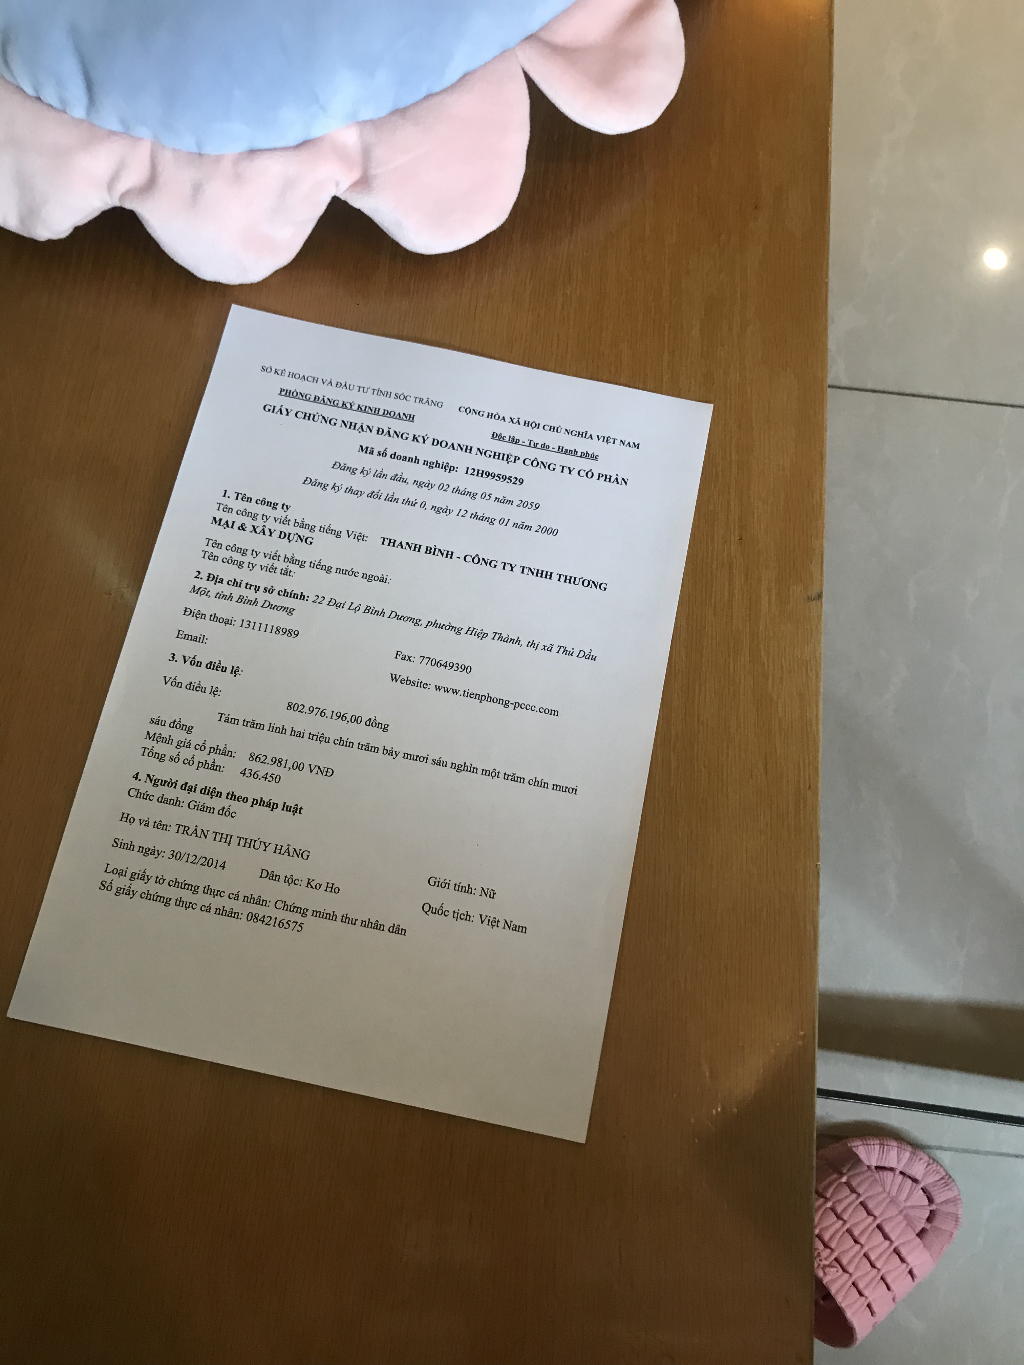 SỞ KẾ HOẠCH VÀ ĐẦU TƯ TỈNH SÓC TRĂNG
CỘNG HÒA XÃ HỘI CHỦ NGHĨA VIỆT NAM
PHÒNG ĐĂNG KÝ KINH DOANH
Độc lập - Tự do - Hạnh phúc
GIẤY CHỨNG NHẬN ĐĂNG KÝ DOANH NGHIỆP CÔNG TY CỔ PHẦN
Mã số doanh nghiệp: 12H9959529
Đăng ký lần đầu, ngày 02 tháng 05 năm 2059
Đăng ký thay đổi lần thứ 0, ngày 12 tháng 01 năm 2000
1. Tên công ty
Tên công ty viết bằng tiếng Việt: THANH BÌNH - CÔNG TY TNHH THƯƠNG
MẠI & XÂY DỰNG
Tên công ty viết bằng tiếng nước ngoài:
Tên công ty viết tắt:
2. Địa chỉ trụ sở chính: 22 Đại Lộ Bình Dương, phường Hiệp Thành, thị xã Thủ Dầu
Một, tỉnh Bình Dương
Điện thoại: 1311118989
Fax: 770649390
Email:
Website: www.tienphong-pccc.com
3. Vốn điều lệ:
Vốn điều lệ:
802.976.196,00 đồng
Tám trăm linh hai triệu chín trăm bảy mươi sáu nghìn một trăm chín mươi
sáu đồng
Mệnh giá cổ phần: 862.981,00 VNĐ
Tổng số cổ phần: 436.450
4. Người đại diện theo pháp luật
Chức danh: Giám đốc
Họ và tên: TRẦN THỊ THÚY HẰNG
Giới tính: Nữ
Sinh ngày: 30/12/2014 Dân tộc: Kơ Ho Quốc tịch: Việt Nam
Loại giấy tờ chứng thực cá nhân: Chứng minh thư nhân dân
Số giấy chứng thực cá nhân: 084216575